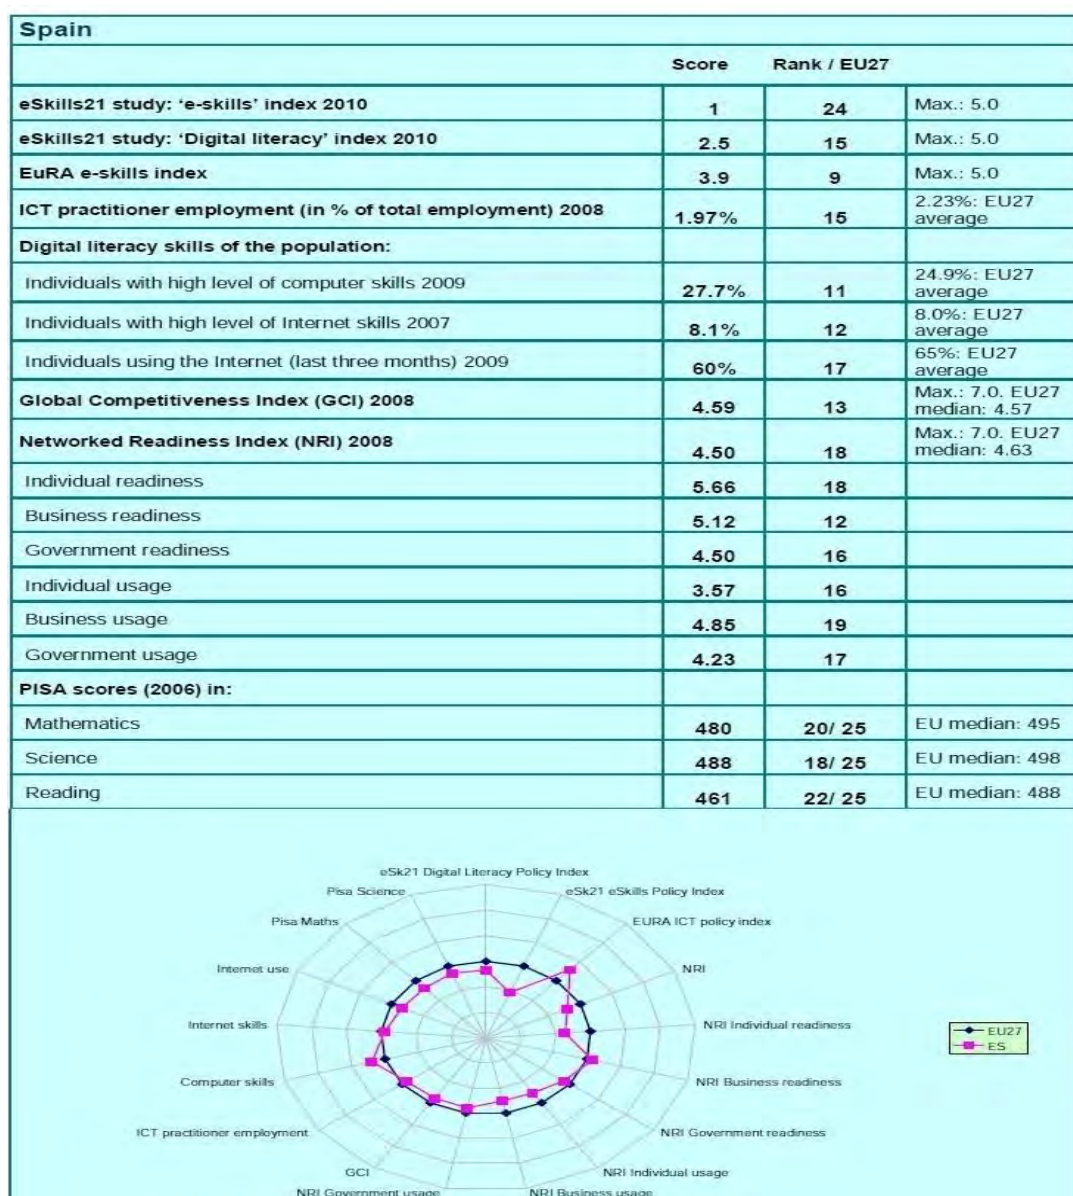 Spain
Score Rank / EU27
eSkills21 study: ‘e-skills’ index 2010 1 24 Max.: 5.0
eSkills21 study: ‘Digital literacy’ index 2010 2.5 15 Max.: 5.0
EuRA e-skills index 3.9 9 Max.: 5.0
ICT practitioner employment (in % of total employment) 2008 1.97% 15 2.23%: EU27 average
Digital literacy skills of the population:
Individuals with high level of computer skills 2009 27.7% 11 24.9%: EU27 average
Individuals with high level of Internet skills 2007 8.1% 12 8.0%: EU27 average
Individuals using the Internet (last three months) 2009 60% 17 65%: EU27 average
Global Competitiveness Index (GCI) 2008 4.59 13 Max.: 7.0. EU27 median: 4.57
Networked Readiness Index (NRI) 2008 4.50 18 Max.: 7.0. EU27 median: 4.63
Individual readiness 5.66 18
Business readiness 5.12 12
Government readiness 4.50 16
Individual usage 3.57 16
Business usage 4.85 19
Government usage 4.23 17
PISA scores (2006) in:
Mathematics 480 20/ 25 EU median: 495
Science 488 18/ 25 EU median: 498
Reading 461 22/ 25 EU median: 488
eSk21 Digital Literacy Policy Index
eSk21 eSkills Policy Index
EURA ICT policy index
NRI
NRI Individual readiness
NRI Business readiness
NRI Government readiness
NRI Individual usage
NRI Business usage
NRI Government usage
GCI
ICT practitioner employment
Computer skills
Internet skills
Internet use
Pisa Maths
Pisa Science
EU27
ES